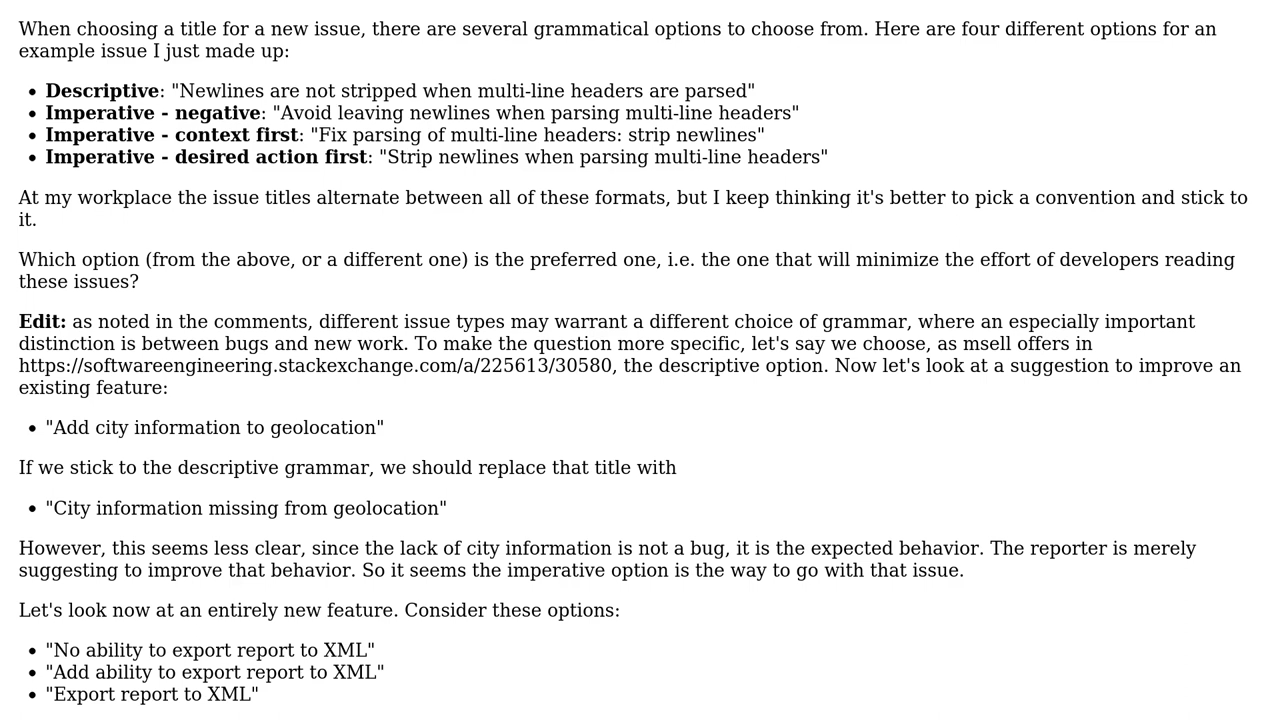 When choosing a title for a new issue, there are several grammatical options to choose from. Here are four different options for an
example issue I just made up:
• Descriptive: "Newlines are not stripped when multi-line headers are parsed"
• Imperative - negative: "Avoid leaving newlines when parsing multi-line headers"
• Imperative - context first: "Fix parsing of multi-line headers: strip newlines"
• Imperative - desired action first: "Strip newlines when parsing multi-line headers"
At my workplace the issue titles alternate between all of these formats, but I keep thinking it's better to pick a convention and stick to
it.
Which option (from the above, or a different one) is the preferred one, i.e. the one that will minimize the effort of developers reading
these issues?
Edit: as noted in the comments, different issue types may warrant a different choice of grammar, where an especially important
distinction is between bugs and new work. To make the question more specific, let's say we choose, as msell offers in
https://softwareengineering.stackexchange.com/a/225613/30580, the descriptive option. Now let's look at a suggestion to improve an
existing feature:
• "Add city information to geolocation"
If we stick to the descriptive grammar, we should replace that title with
• "City information missing from geolocation"
However, this seems less clear, since the lack of city information is not a bug, it is the expected behavior. The reporter is merely
suggesting to improve that behavior. So it seems the imperative option is the way to go with that issue.
Let's look now at an entirely new feature. Consider these options:
• "No ability to export report to XML"
• "Add ability to export report to XML"
• "Export report to XML"